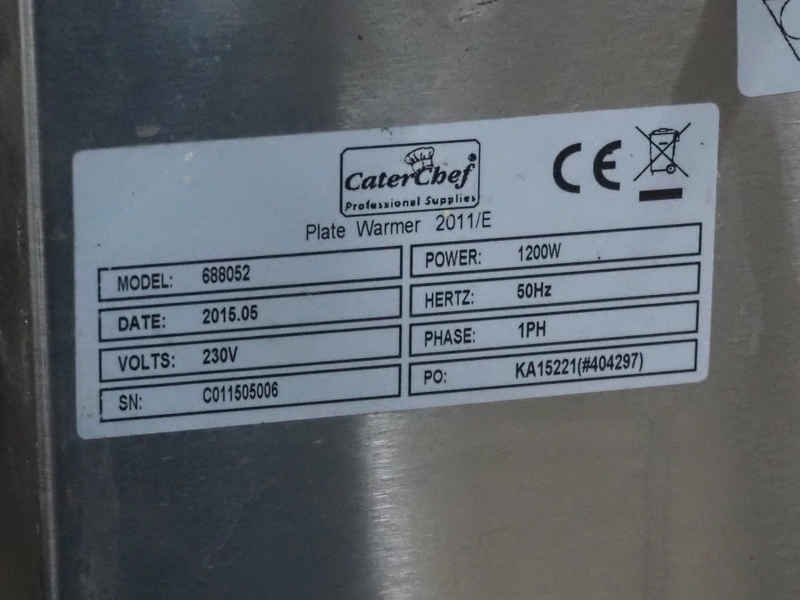 CaterChef®
Professional Supplies
CE
Plate Warmer 2011/E
MODEL: 688052
POWER: 1200W
DATE: 2015.05
HERTZ: 50Hz
VOLTS: 230V
PHASE: 1PH
SN: C011505006
PO: KA15221(#404297)